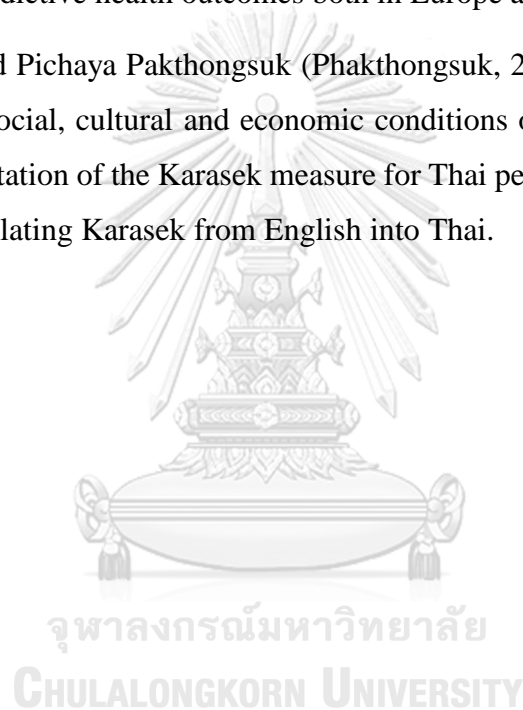 dictive health outcomes both in Europe a
d Pichaya Pakthongsuk (Phakthongsuk, 2
ocial, cultural and economic conditions o
tation of the Karasek measure for Thai pe
lating Karasek from English into Thai.
จุฬาลงกรณ์มหาวิทยาลัย
CHULALONGKORN UNIVERSITY